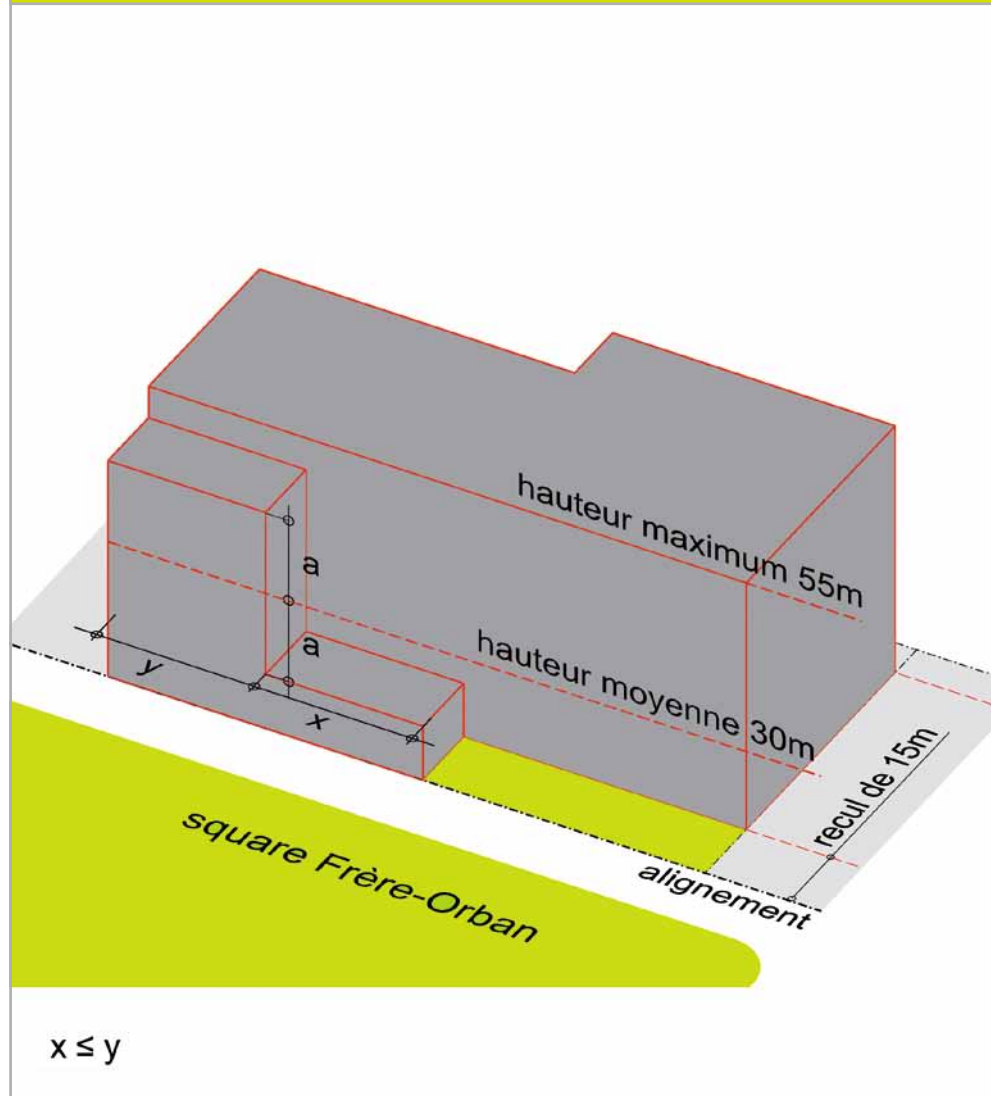 hauteur maximum 55m
a
hauteur moyenne 30m
a
y
x
recul de 15m
alignement
square Frère-Orban
x ≤ y